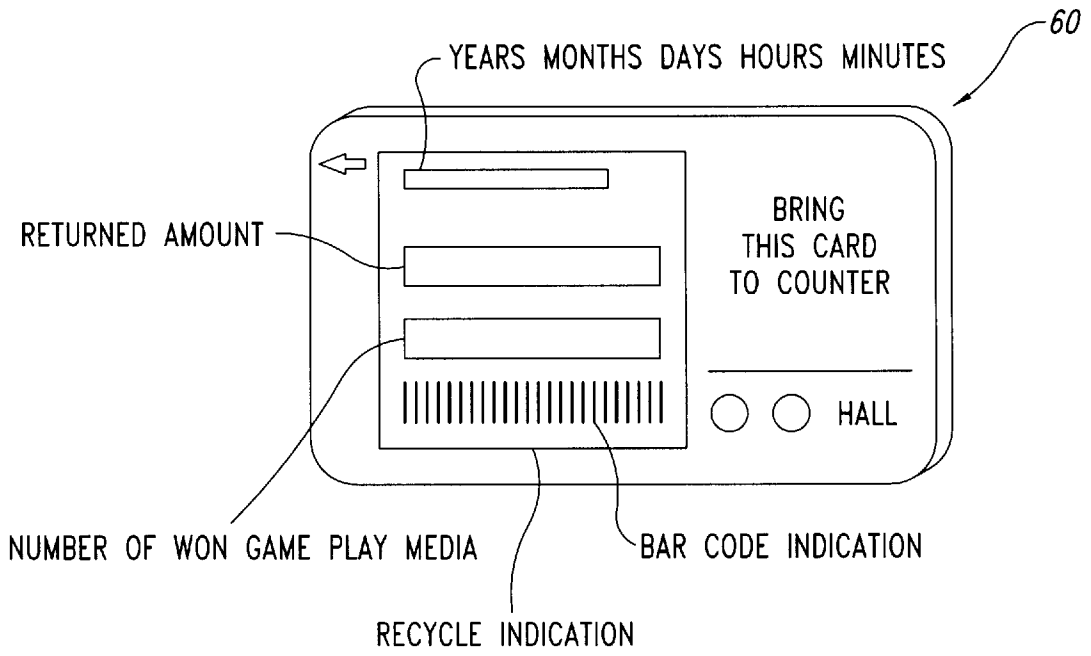 60
YEARS MONTHS DAYS HOURS MINUTES
BRING
THIS CARD
TO COUNTER
RETURNED AMOUNT
HALL
NUMBER OF WON GAME PLAY MEDIA
BAR CODE INDICATION
RECYCLE INDICATION